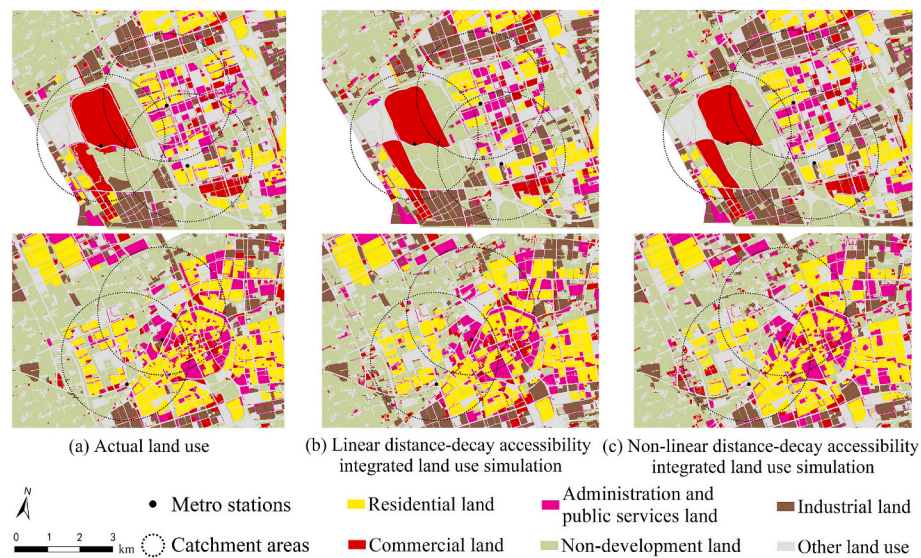 (a) Actual land use
(b) Linear distance-decay accessibility
integrated land use simulation
(c) Non-linear distance-decay accessibility
integrated land use simulation
N
0 1 2 3
km
Metro stations
Catchment areas
Residential land
Commercial land
Administration and
public services land
Non-development land
Industrial land
Other land use